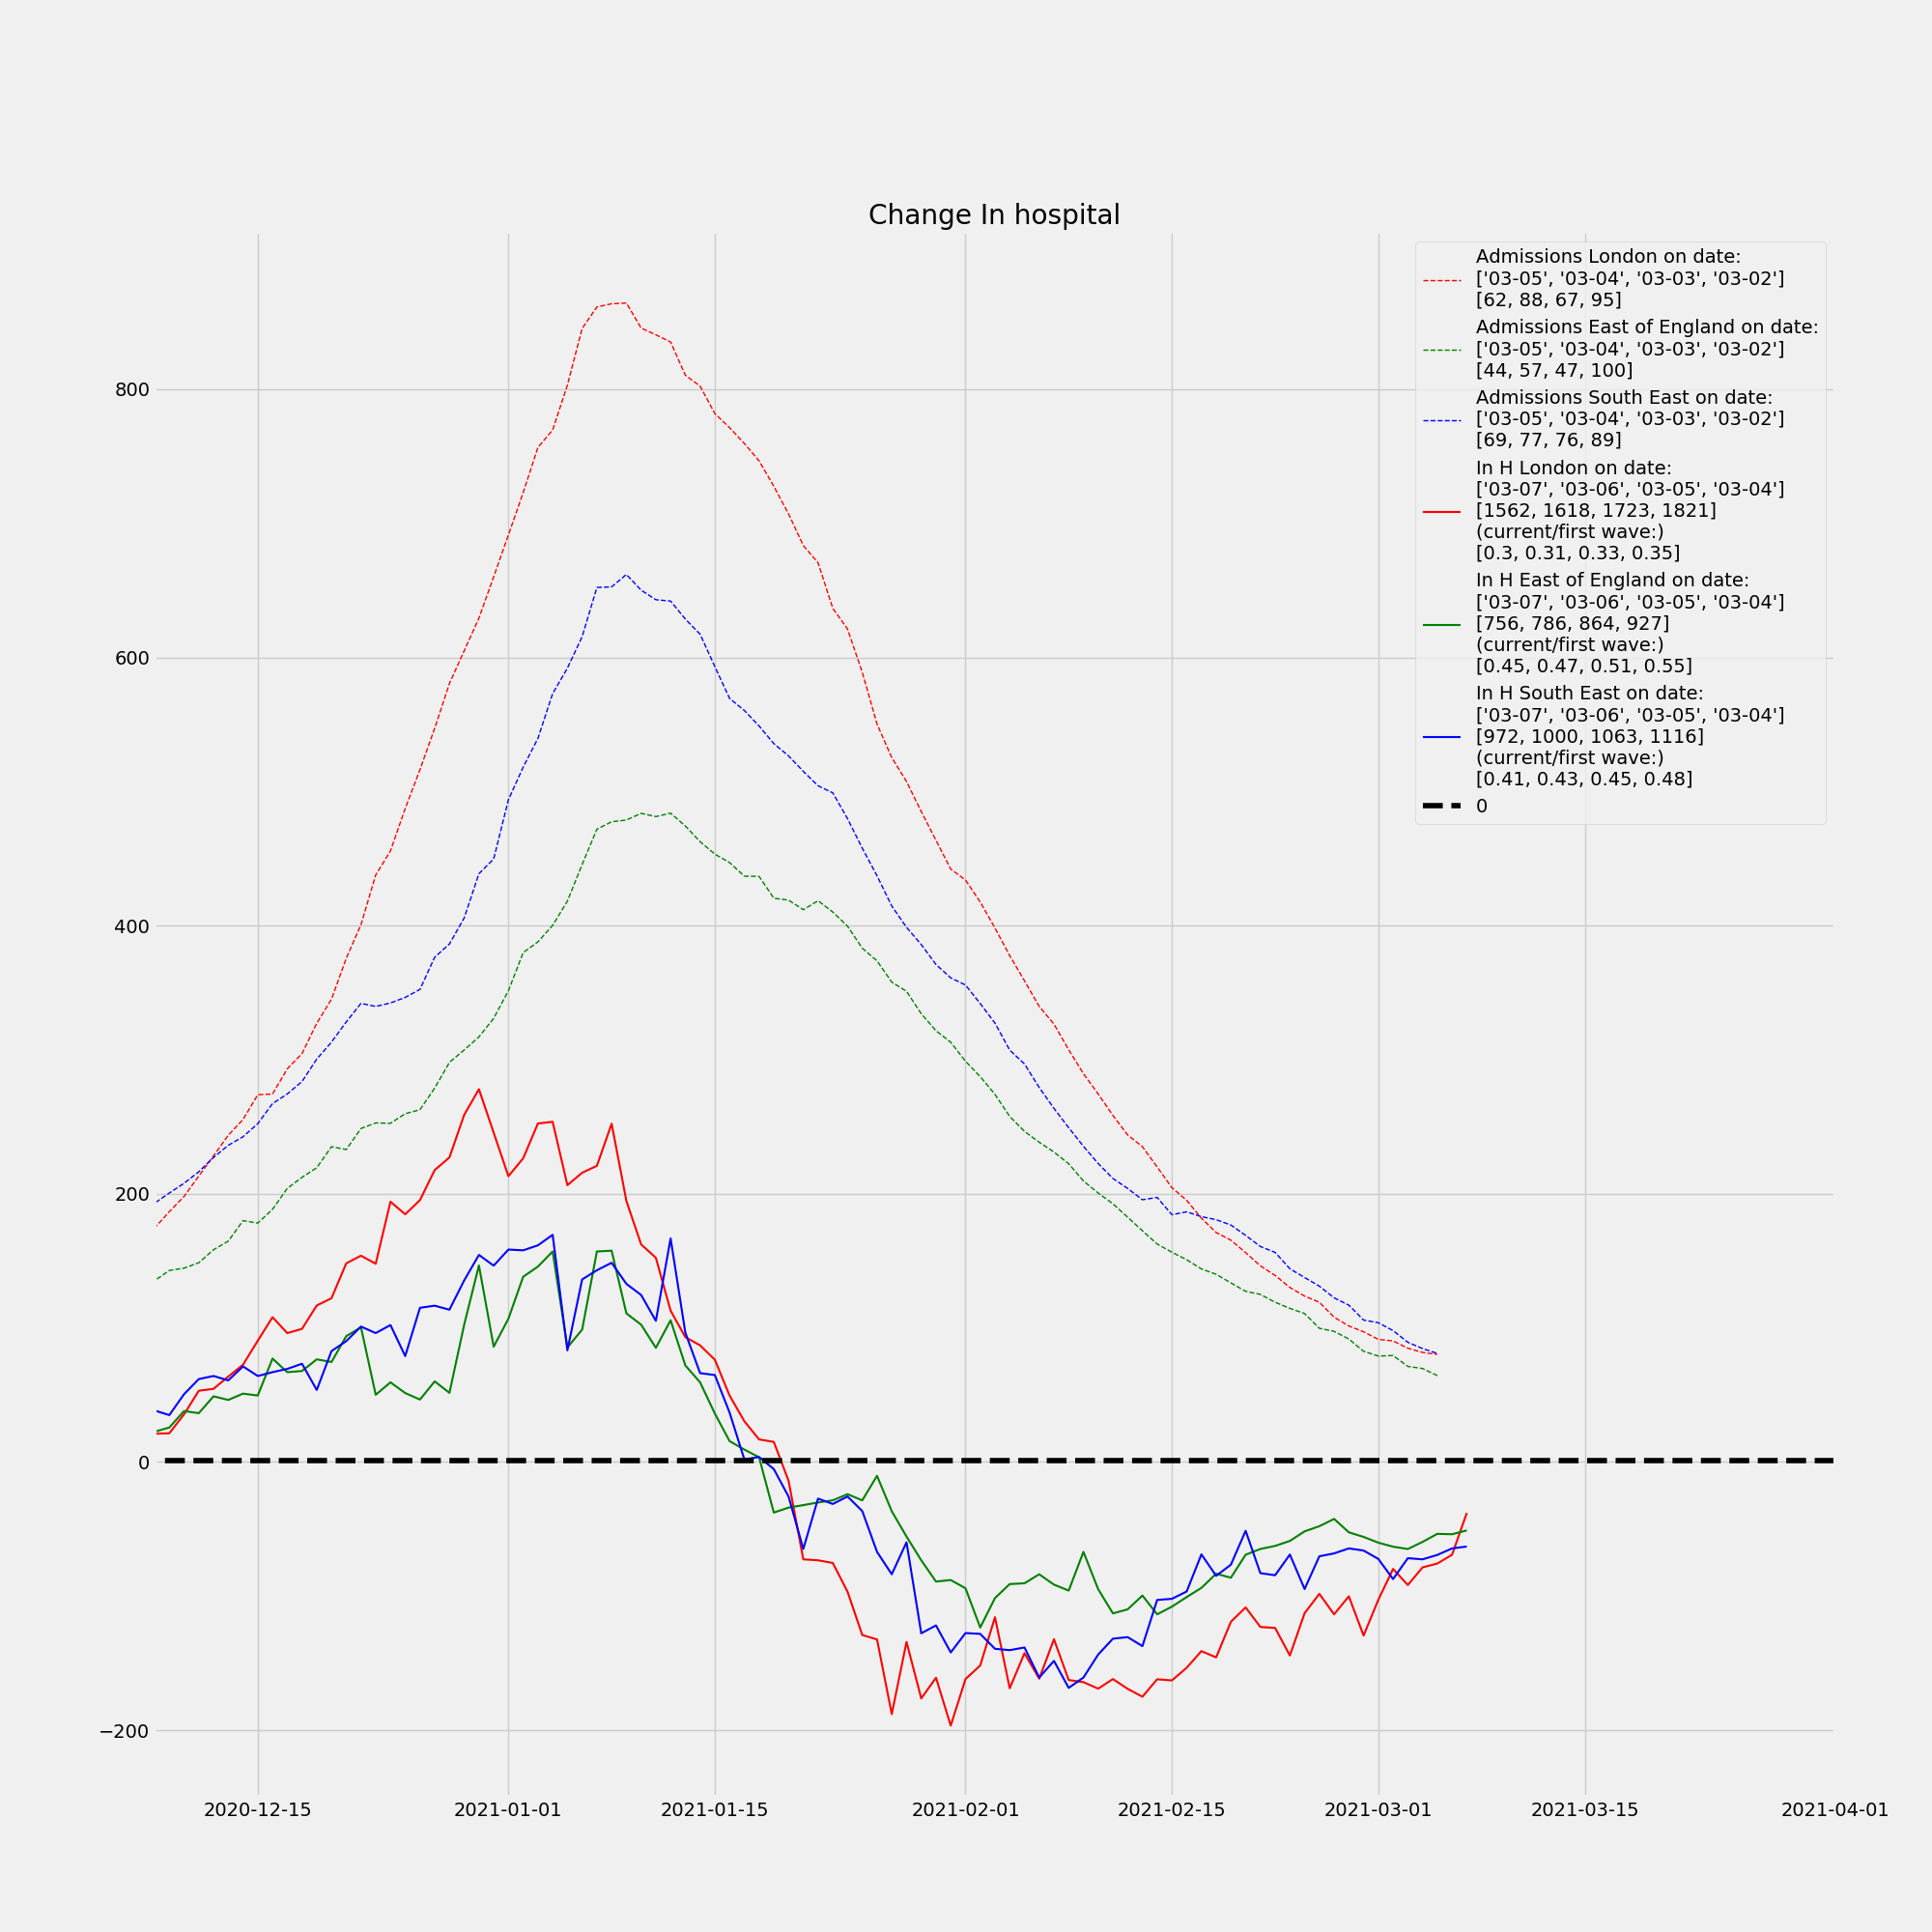 Change In hospital
Admissions London on date:
['03-05', '03-04', '03-03', '03-02']
[62, 88, 67, 95]
Admissions East of England on date:
['03-05', '03-04', '03-03', '03-02']
[44, 57, 47, 100]
Admissions South East on date:
['03-05', '03-04', '03-03', '03-02']
[69, 77, 76, 89]
In H London on date:
['03-07', '03-06', '03-05', '03-04']
[1562, 1618, 1723, 1821]
(current/first wave:)
[0.3, 0.31, 0.33, 0.35]
In H East of England on date:
['03-07', '03-06', '03-05', '03-04']
[756, 786, 864, 927]
(current/first wave:)
[0.45, 0.47, 0.51, 0.55]
In H South East on date:
['03-07', '03-06', '03-05', '03-04']
[972, 1000, 1063, 1116]
(current/first wave:)
[0.41, 0.43, 0.45, 0.48]
0
800
600
400
200
0
−200
2020-12-15
2021-01-01
2021-01-15
2021-02-01
2021-02-15
2021-03-01
2021-03-15
2021-04-01